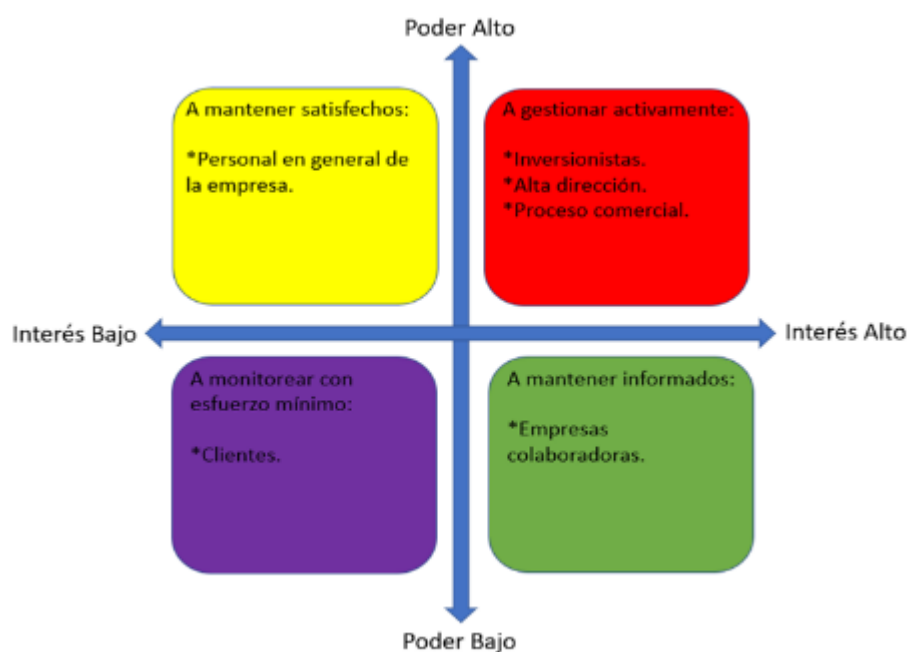 Poder Alto
A mantener satisfechos:
*Personal en general de
la empresa.
A gestionar activamente:
*Inversionistas.
*Alta dirección.
*Proceso comercial.
Interés Bajo
Interés Alto
A monitorear con
esfuerzo mínimo:
*Clientes.
A mantener informados:
*Empresas
colaboradoras.
Poder Bajo